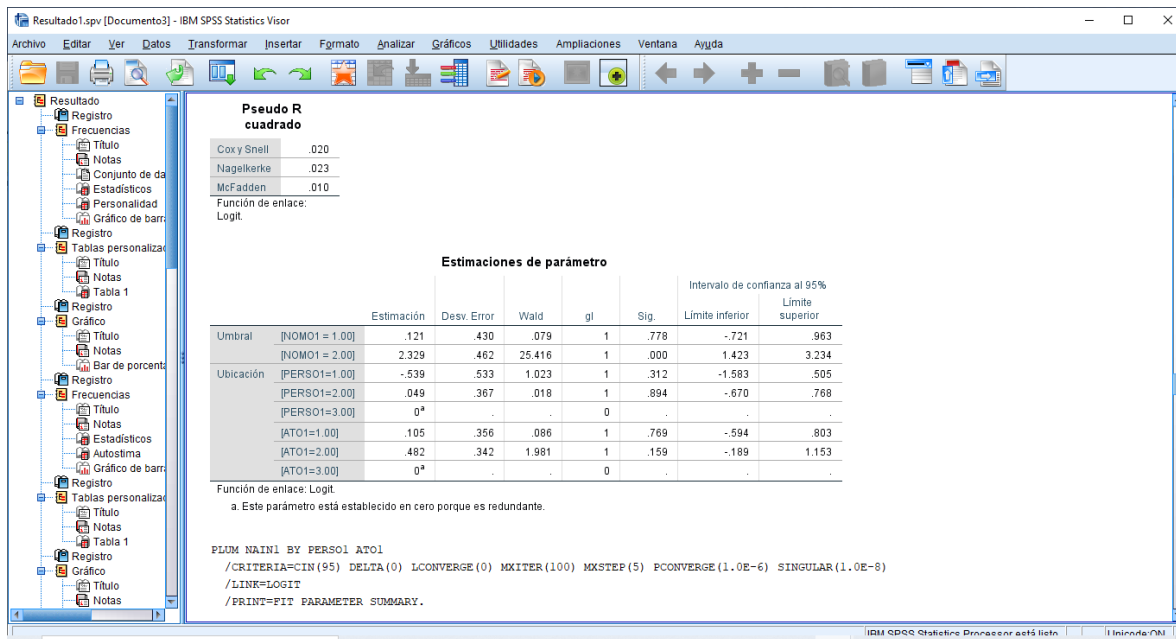 Resultado1.spv [Documento3] - IBM SPSS Statistics Visor
Archivo Editar Ver Datos Transformar Insertar Formato Analizar Gráficos Utilidades Ampliaciones Ventana Ayuda
Resultado
Registro
Frecuencias
Título
Notas
Conjunto de da
Estadísticos
Personalidad
Gráfico de barr
Registro
Tablas personaliza
Título
Notas
Tabla 1
Registro
Gráfico
Título
Notas
Bar de porcenta
Registro
Frecuencias
Título
Notas
Estadísticos
Autostima
Gráfico de barr
Registro
Tablas personaliza
Título
Notas
Tabla 1
Registro
Gráfico
Título
Notas
Pseudo R
cuadrado
Cox y Snell .020
Nagelkerke .023
McFadden .010
Función de enlace:
Logit.
Estimaciones de parámetro
Intervalo de confianza al 95%
Estimación Desv. Error Wald gl Sig. Límite inferior Límite superior
Umbral [NOMO1 = 1.00] .121 .430 .079 1 .778 -.721 .963
[NOMO1 = 2.00] 2.329 .462 25.416 1 .000 1.423 3.234
Ubicación [PERSO1=1.00] -.539 .533 1.023 1 .312 -1.583 .505
[PERSO1=2.00] .049 .367 .018 1 .894 -.670 .768
[PERSO1=3.00] 0a . . 0 . . .
[ATO1=1.00] .105 .356 .086 1 .769 -.594 .803
[ATO1=2.00] .482 .342 1.981 1 .159 -.189 1.153
[ATO1=3.00] 0a . . 0 . . .
Función de enlace: Logit.
a. Este parámetro está establecido en cero porque es redundante.
PLUM NAIN1 BY PERSO1 ATO1
/CRITERIA=CIN(95) DELTA(0) LCONVERGE(0) MXITER(100) MXSTEP(5) PCONVERGE(1.0E-6) SINGULAR(1.0E-8)
/LINK=LOGIT
/PRINT=FIT PARAMETER SUMMARY.
IBM SPSS Statistics Processor está listo Unicode:ON